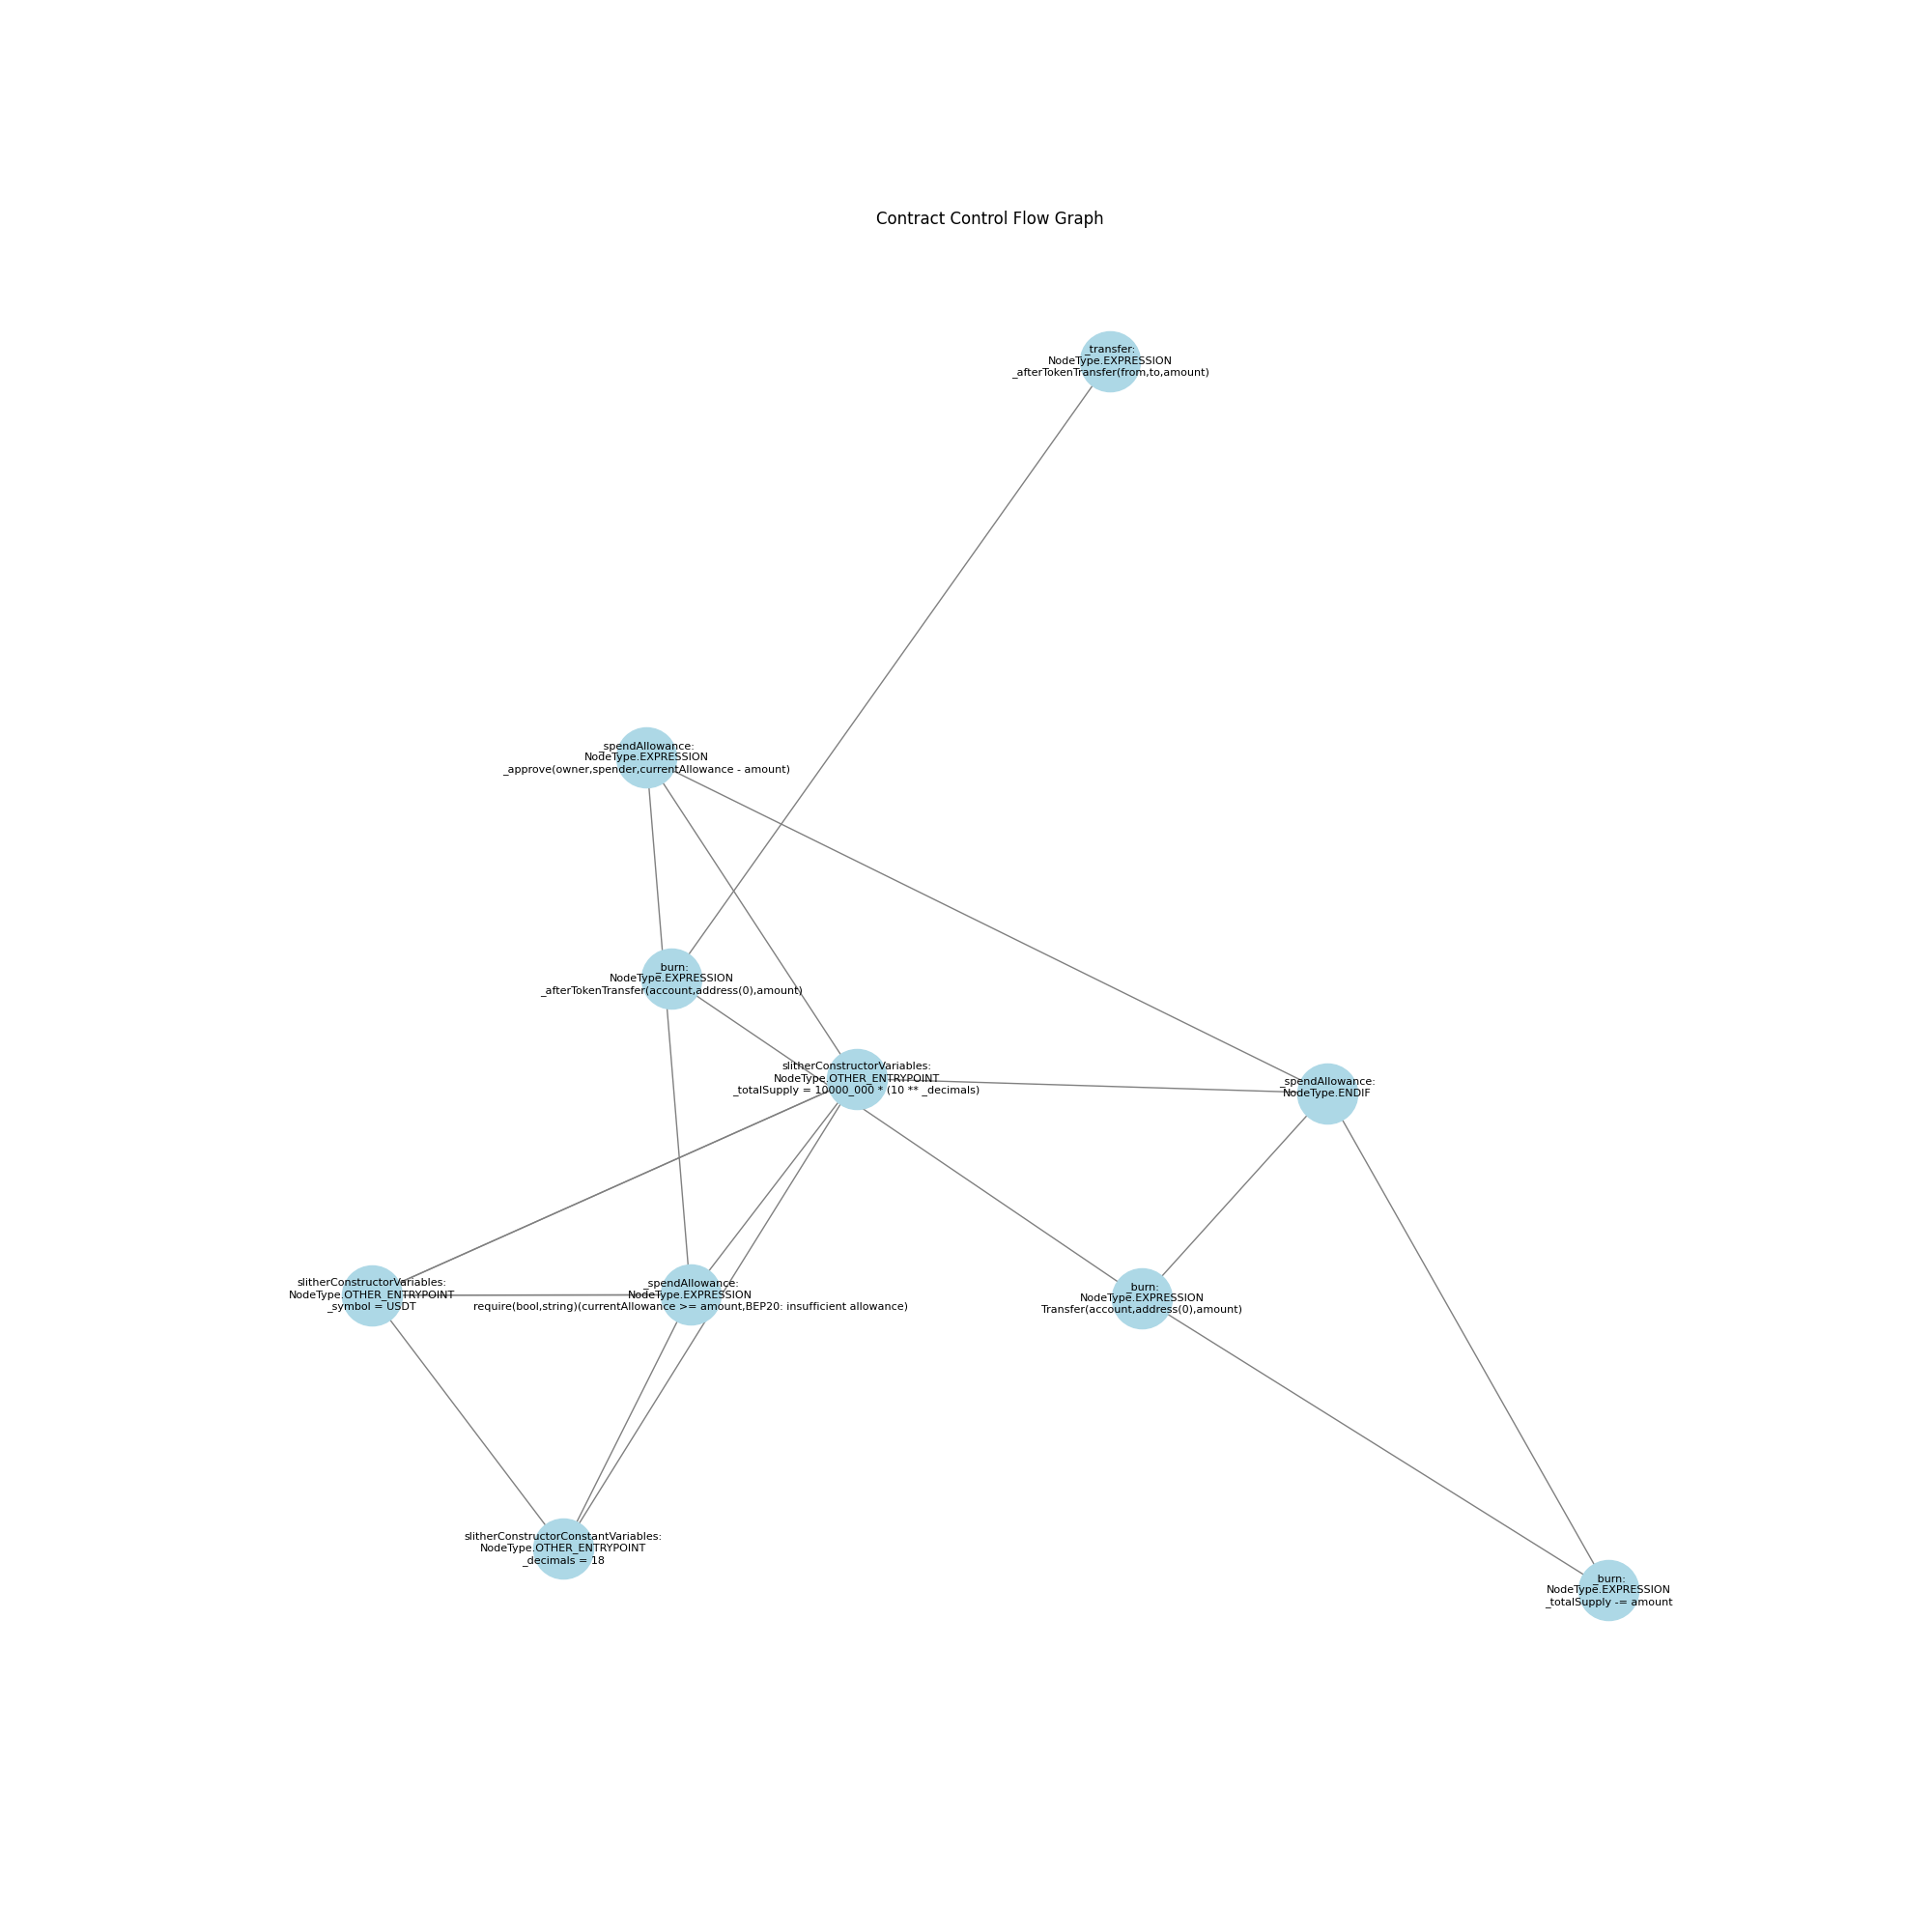 Contract Control Flow Graph
_transfer:
NodeType.EXPRESSION
_afterTokenTransfer(from,to,amount)
_spendAllowance:
NodeType.EXPRESSION
_approve(owner,spender,currentAllowance - amount)
_burn:
NodeType.EXPRESSION
_afterTokenTransfer(account,address(0),amount)
slitherConstructorVariables:
NodeType.OTHER_ENTRYPOINT
_totalSupply = 10000_000 * (10 ** _decimals)
_spendAllowance:
NodeType.ENDIF
slitherConstructorVariables:
NodeType.OTHER_ENTRYPOINT
_symbol = USDT
_spendAllowance:
NodeType.EXPRESSION
require(bool,string)(currentAllowance >= amount,BEP20: insufficient allowance)
_burn:
NodeType.EXPRESSION
Transfer(account,address(0),amount)
slitherConstructorConstantVariables:
NodeType.OTHER_ENTRYPOINT
_decimals = 18
_burn:
NodeType.EXPRESSION
_totalSupply -= amount